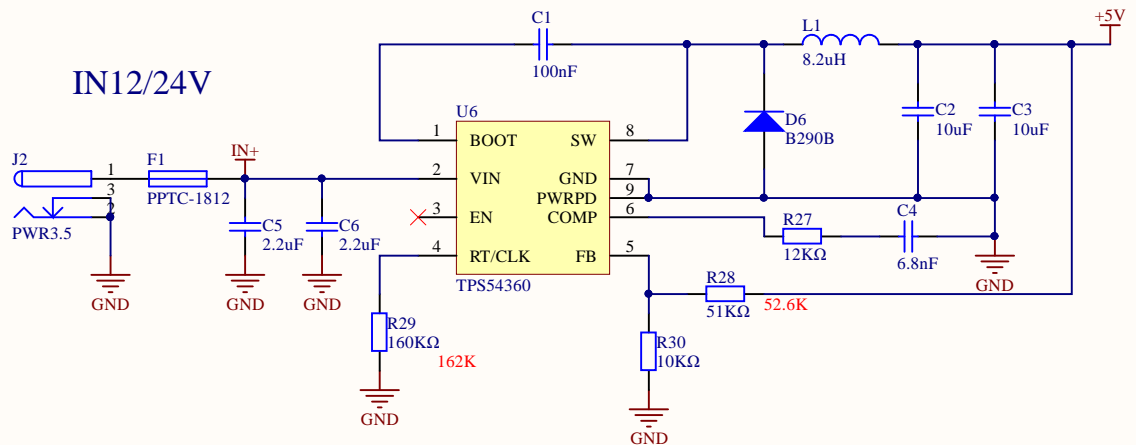 +5V
C1
100nF
L1
8.2uH
IN12/24V
U6
C2
10uF
C3
10uF
D6
B290B
1
BOOT
SW
8
J2
1
F1
IN+
2
VIN
GND
7
3
PPTC-1812
PWRPD
9
2
PWR3.5
C5
2.2uF
C6
2.2uF
3
EN
COMP
6
R27
12KΩ
C4
6.8nF
4
RT/CLK
FB
5
GND
GND
GND
GND
TPS54360
R28
51KΩ
52.6K
R29
160KΩ
162K
R30
10KΩ
GND
GND